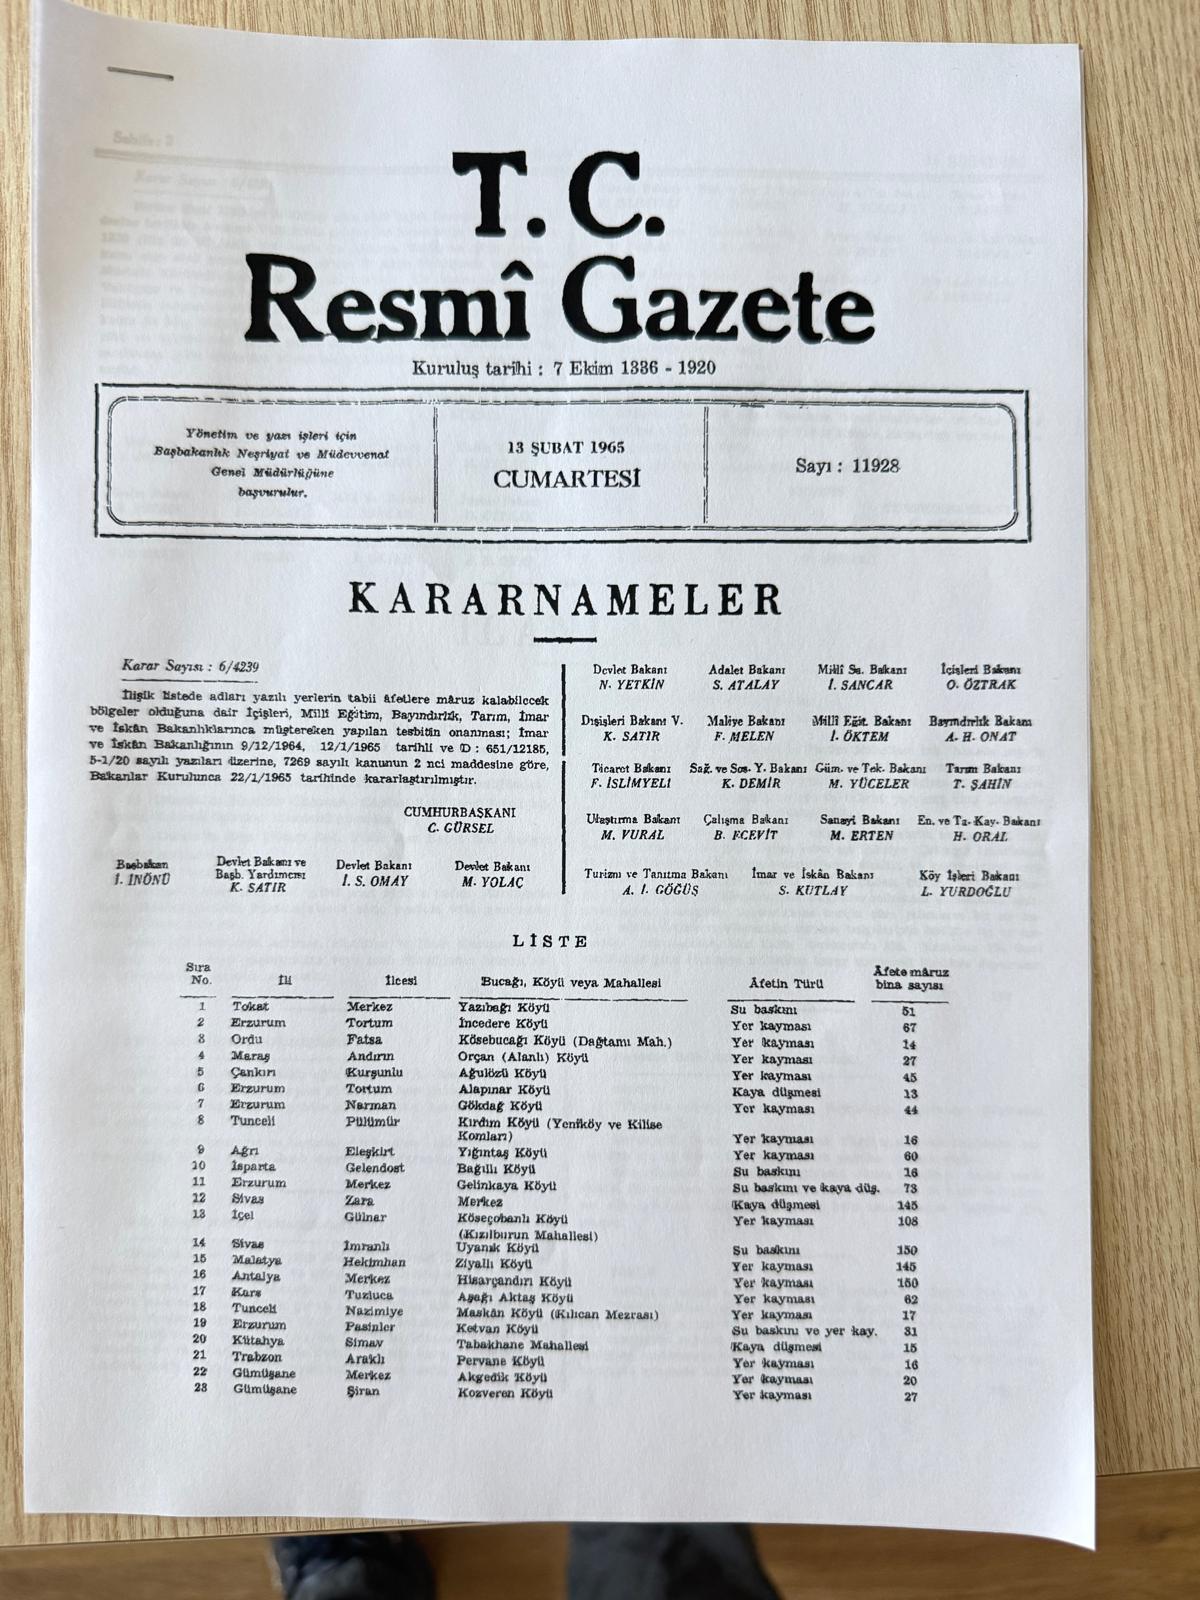 T. C.
Resmî Gazete
Kuruluş tarihi : 7 Ekim 1336 - 1920
Yönetim ve yazı işleri için
Başbakanlık Neşriyat ve Müdevvenat
Genel Müdürlüğüne
başvurulur.
13 ŞUBAT 1965
CUMARTESİ
Sayı : 11928
KARARNAMELER
Karar Sayısı : 6/4239
İlişik listede adları yazılı yerlerin tabii âfetlere mâruz kalabilecek
bölgeler olduğuna dair İçişleri, Millî Eğitim, Bayındırlık, Tarım, İmar
ve İskân Bakanlıklarınca müştereken yapılan tesbitin onanması; İmar
ve İskân Bakanlığının 9/12/1964, 12/1/1965 tarihli ve D : 651/12185,
5-1/20 sayılı yazıları üzerine, 7269 sayılı kanunun 2 nci maddesine göre,
Bakanlar Kurulunca 22/1/1965 tarihinde kararlaştırılmıştır.
CUMHURBAŞKANI
C. GÜRSEL
Başbakan
İ. İNÖNÜ
Devlet Bakanı ve
Başb. Yardımcısı
K. SATIR
Devlet Bakanı
İ. S. OMAY
Devlet Bakanı
M. YOLAÇ
Devlet Bakanı Adalet Bakanı Millî Sa. Bakanı İçişleri Bakanı
N. YETKİN S. ATALAY İ. SANCAR O. ÖZTRAK
Dışişleri Bakanı V. Maliye Bakanı Millî Eğit. Bakanı Bayındırlık Bakanı
K. SATIR F. MELEN İ. ÖKTEM A. H. ONAT
Ticaret Bakanı Sağ. ve Sos. Y. Bakanı Güm. ve Tek. Bakanı Tarım Bakanı
F. İSLİMYELİ K. DEMİR M. YÜCELER T. ŞAHİN
Ulaştırma Bakanı Çalışma Bakanı Sanayi Bakanı En. ve Ta. Kay. Bakanı
M. VURAL B. ECEVİT M. ERTEN H. ORAL
Turizm ve Tanıtma Bakanı İmar ve İskân Bakanı Köy İşleri Bakanı
A. İ. GÖĞÜŞ S. KUTLAY L. YURDOĞLU
LİSTE
Sıra
No. İli İlcesi Bucağı, Köyü veya Mahallesi Âfetin Türü Âfete mâruz
bina sayısı
1 Tokat Merkez Yazıbağı Köyü Su baskını 51
2 Erzurum Tortum İncedere Köyü Yer kayması 67
3 Ordu Fatsa Kösebucağı Köyü (Dağtamı Mah.) Yer kayması 14
4 Maraş Andırın Orçan (Alanlı) Köyü Yer kayması 27
5 Çankırı Kurşunlu Ağulözü Köyü Yer kayması 45
6 Erzurum Tortum Alapınar Köyü Kaya düşmesi 13
7 Erzurum Narman Gökdağ Köyü Yer kayması 44
8 Tunceli Pülümür Kırdım Köyü (Yeniköy ve Kilise
Komları) Yer kayması 16
9 Ağrı Eleşkirt Yığıntaş Köyü Yer kayması 60
10 İsparta Gelendost Bağıllı Köyü Su baskını 16
11 Erzurum Merkez Gelinkaya Köyü Su baskını ve kaya düş. 73
12 Sivas Zara Merkez Kaya düşmesi 145
13 İçel Gülnar Köseçobanlı Köyü Yer kayması 108
(Kızılburun Mahallesi)
14 Sivas İmranlı Uyanık Köyü Su baskını 150
15 Malatya Hekimhan Ziyallı Köyü Yer kayması 145
16 Antalya Merkez Hisarçandırı Köyü Yer kayması 150
17 Kars Tuzluca Aşağı Aktaş Köyü Yer kayması 62
18 Tunceli Nazimiye Maskân Köyü (Kılıcan Mezrası) Yer kayması 17
19 Erzurum Pasinler Ketvan Köyü Su baskını ve yer kay. 31
20 Kütahya Simav Tabakhane Mahallesi Kaya düşmesi 15
21 Trabzon Araklı Pervane Köyü Yer kayması 16
22 Gümüşane Merkez Akgedik Köyü Yer kayması 20
23 Gümüşane Şiran Kozveren Köyü Yer kayması 27